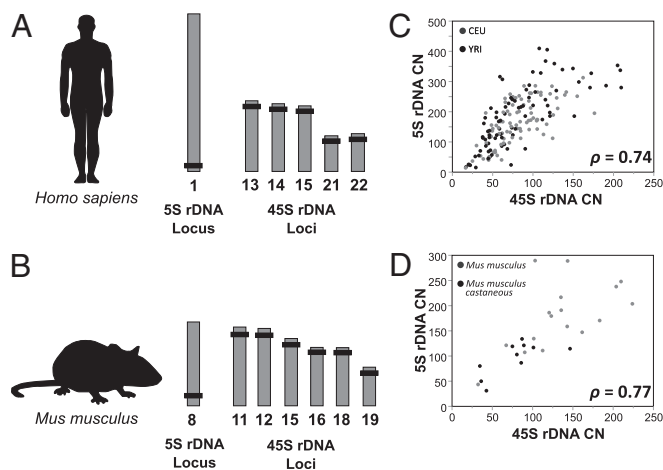 A
Homo sapiens
1
13 14 15 21 22
5S rDNA
Locus
45S rDNA
Loci
B
Mus musculus
8
11 12 15 16 18 19
5S rDNA
Locus
45S rDNA
Loci
C
5S rDNA CN
500
400
300
200
100
0
CEU
YRI
ρ = 0.74
0 50 100 150 200 250
45S rDNA CN
D
5S rDNA CN
300
250
200
150
100
50
0
Mus musculus
Mus musculus
castaneous
ρ = 0.77
0 50 100 150 200 250
45S rDNA CN